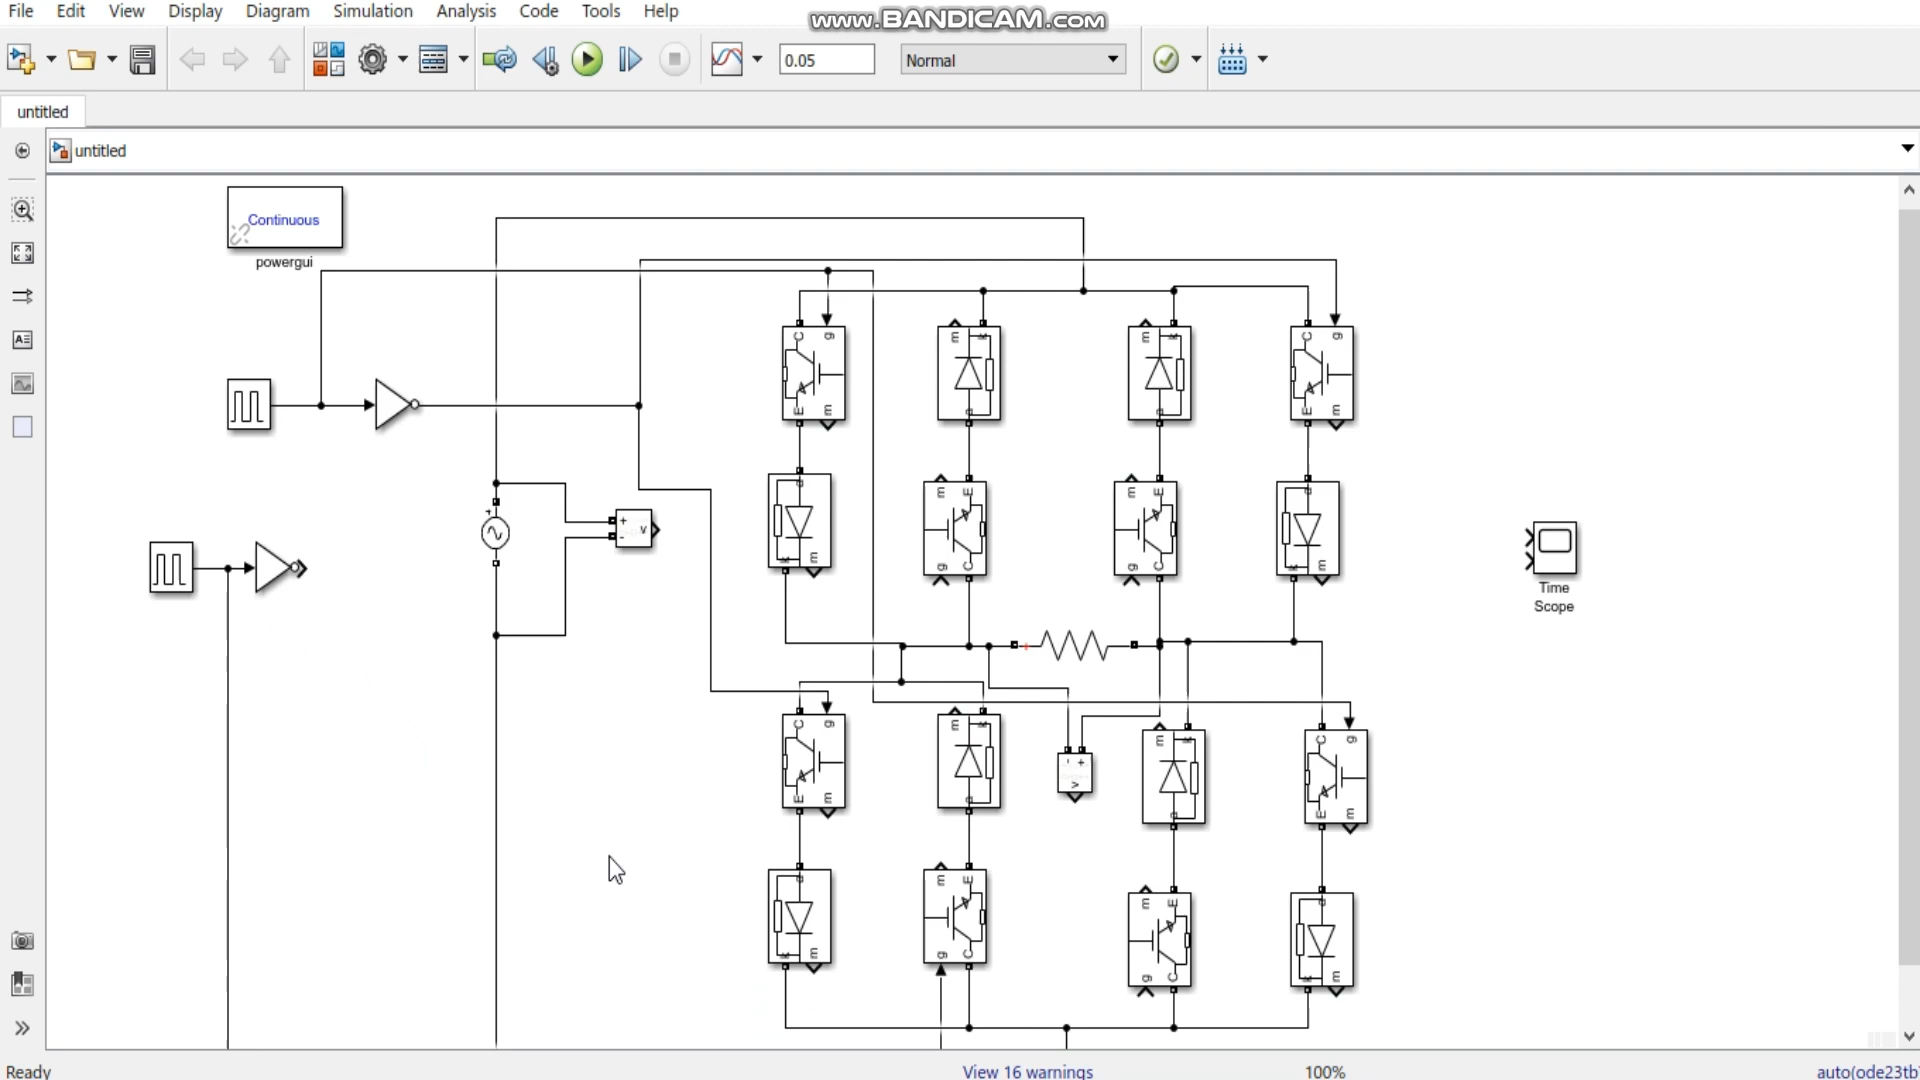 File Edit View Display Diagram Simulation Analysis Code Tools Help
www.BANDICAM.com
0.05
Normal
untitled
untitled
Continuous
powergui
C g m k m k C g
E m a a E m
a m E m E a
k m g C g C k m
+
+ v
-
Time
Scope
C g m k m k C g
- +
v
E m a a E m
a m E m E a
k m g C g C k m
Ready
View 16 warnings
100%
auto(ode23tb